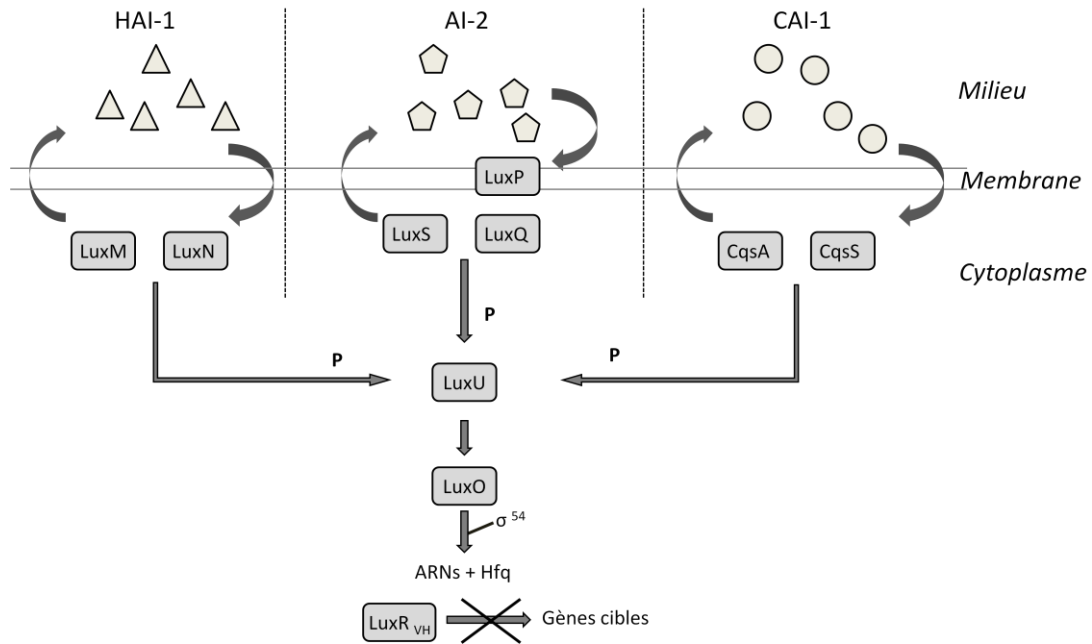 HAI-1 AI-2 CAI-1
Milieu
LuxP
Membrane
LuxM LuxN LuxS LuxQ CqsA CqsS
Cytoplasme
P
P P
LuxU
LuxO
σ 54
ARNs + Hfq
LuxR VH Gènes cibles